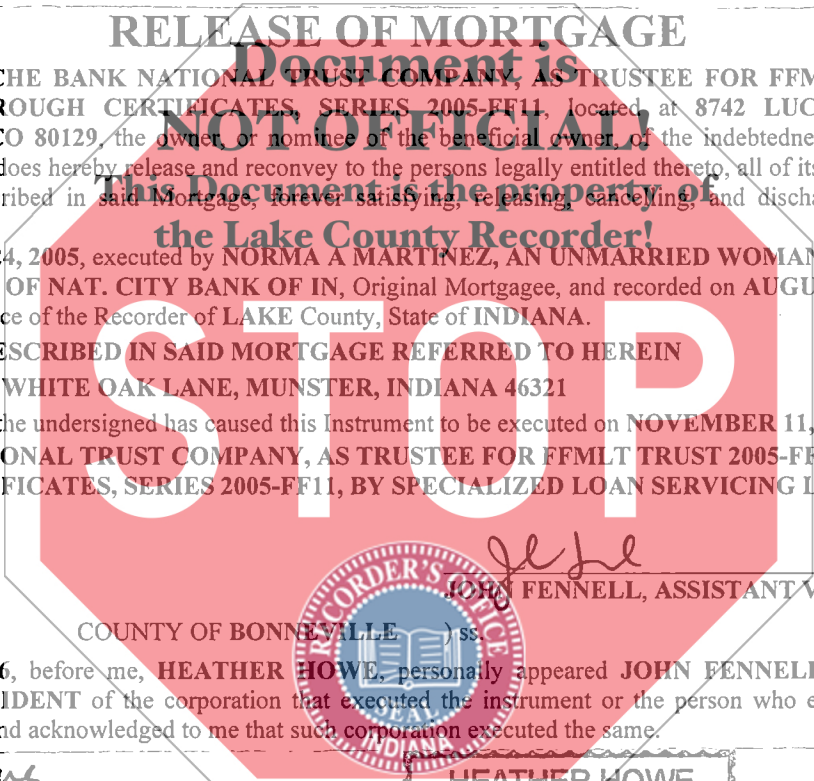 RELEASE OF MORTGAGE
Document is
CHE BANK NATIONAL TRUST COMPANY, AS TRUSTEE FOR FFM
ROUGH CERTIFICATES, SERIES 2005-FF11, located at 8742 LUC
NOT OFFICIAL!
CO 80129, the owner, or nominee of the beneficial owner, of the indebtedne
does hereby release and reconvey to the persons legally entitled thereto, all of its
This Document is the property of
ribed in said Mortgage, forever satisfying, releasing, cancelling, and discha
the Lake County Recorder!
4, 2005, executed by NORMA A MARTINEZ, AN UNMARRIED WOMAN
OF NAT. CITY BANK OF IN, Original Mortgagee, and recorded on AUGU
ce of the Recorder of LAKE County, State of INDIANA.
ESCRIBED IN SAID MORTGAGE REFERRED TO HEREIN
WHITE OAK LANE, MUNSTER, INDIANA 46321
STOP
he undersigned has caused this Instrument to be executed on NOVEMBER 11,
ONAL TRUST COMPANY, AS TRUSTEE FOR FFMLT TRUST 2005-FF
FICATES, SERIES 2005-FF11, BY SPECIALIZED LOAN SERVICING L
JOHN FENNELL, ASSISTANT V
RECORDER'S OFFICE
SEAL
INDIANA
COUNTY OF BONNEVILLE ) ss.
6, before me, HEATHER HOWE, personally appeared JOHN FENNELL
IDENT of the corporation that executed the instrument or the person who e
nd acknowledged to me that such corporation executed the same.
HEATHER HOWE